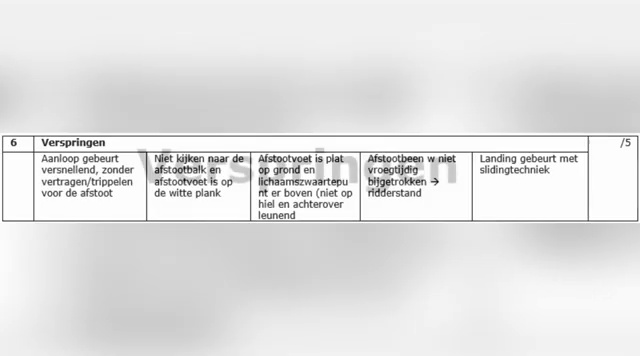 6 Verspringen /5
Verspringen
Aanloop gebeurt
versnellend, zonder
vertragen/trippelen
voor de afstoot
Niet kijken naar de
afstootbalk en
afstootvoet is op
de witte plank
Afstootvoet is plat
op grond en
lichaamszwaartepu
nt er boven (niet op
hiel en achterover
leunend
Afstootbeen w niet
vroegtijdig
bijgetrokken →
ridderstand
Landing gebeurt met
slidingtechniek